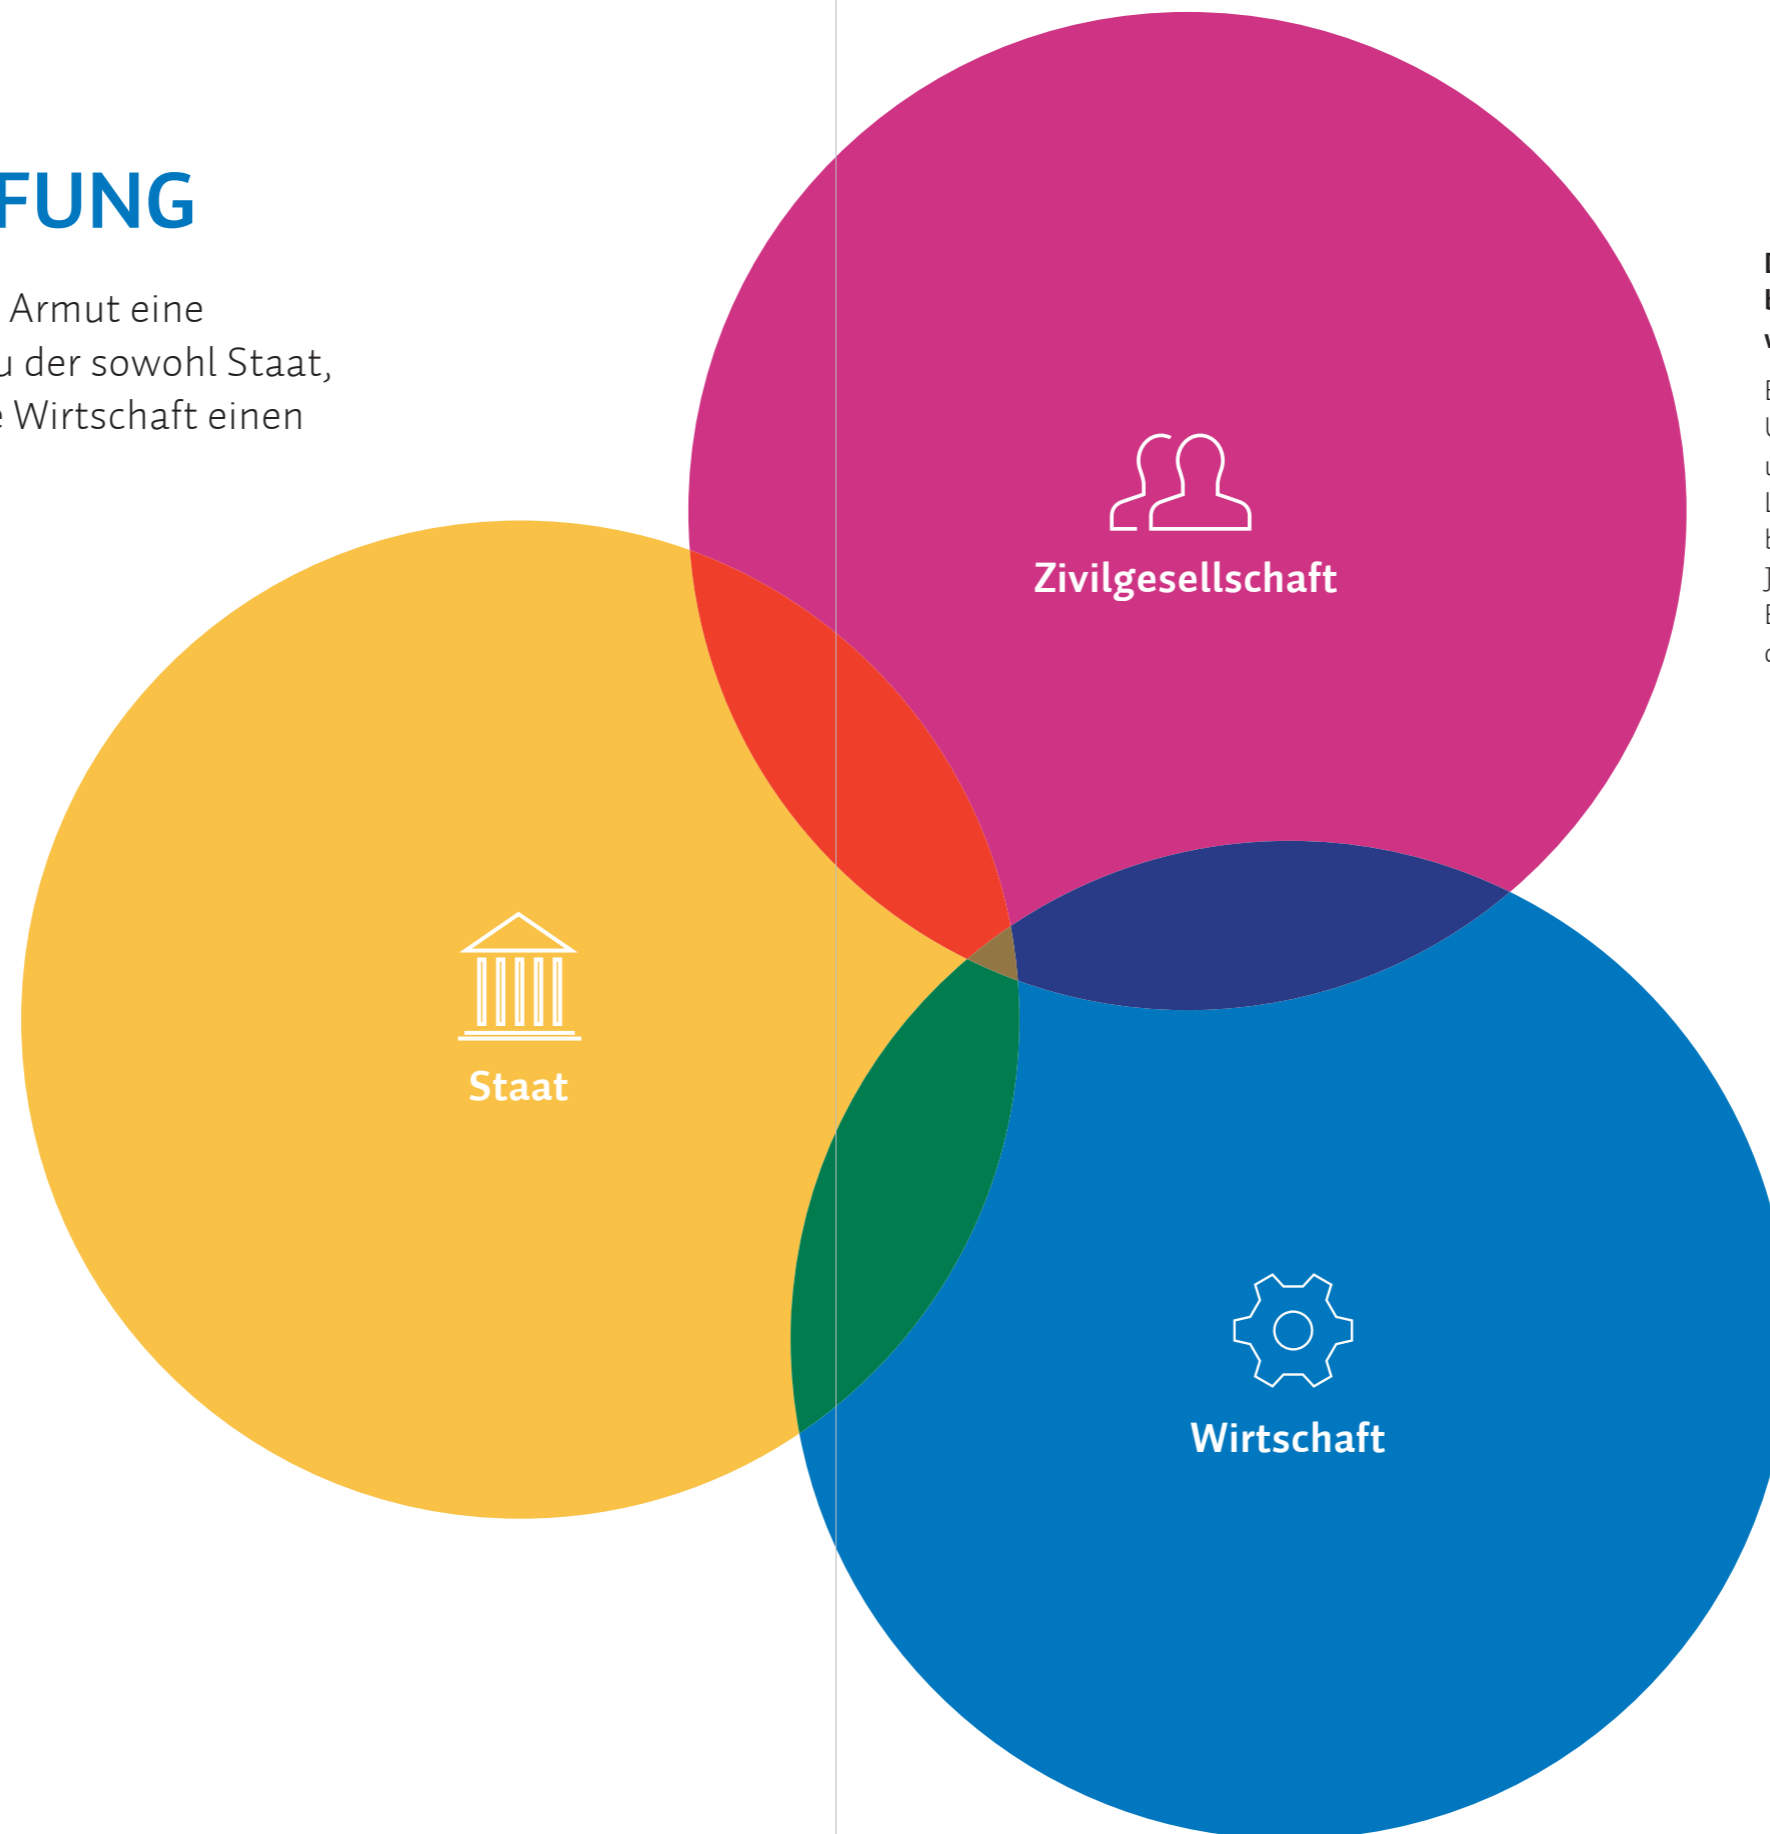 FUNG
Armut eine
u der sowohl Staat,
e Wirtschaft einen
Zivilgesellschaft
Staat
Wirtschaft